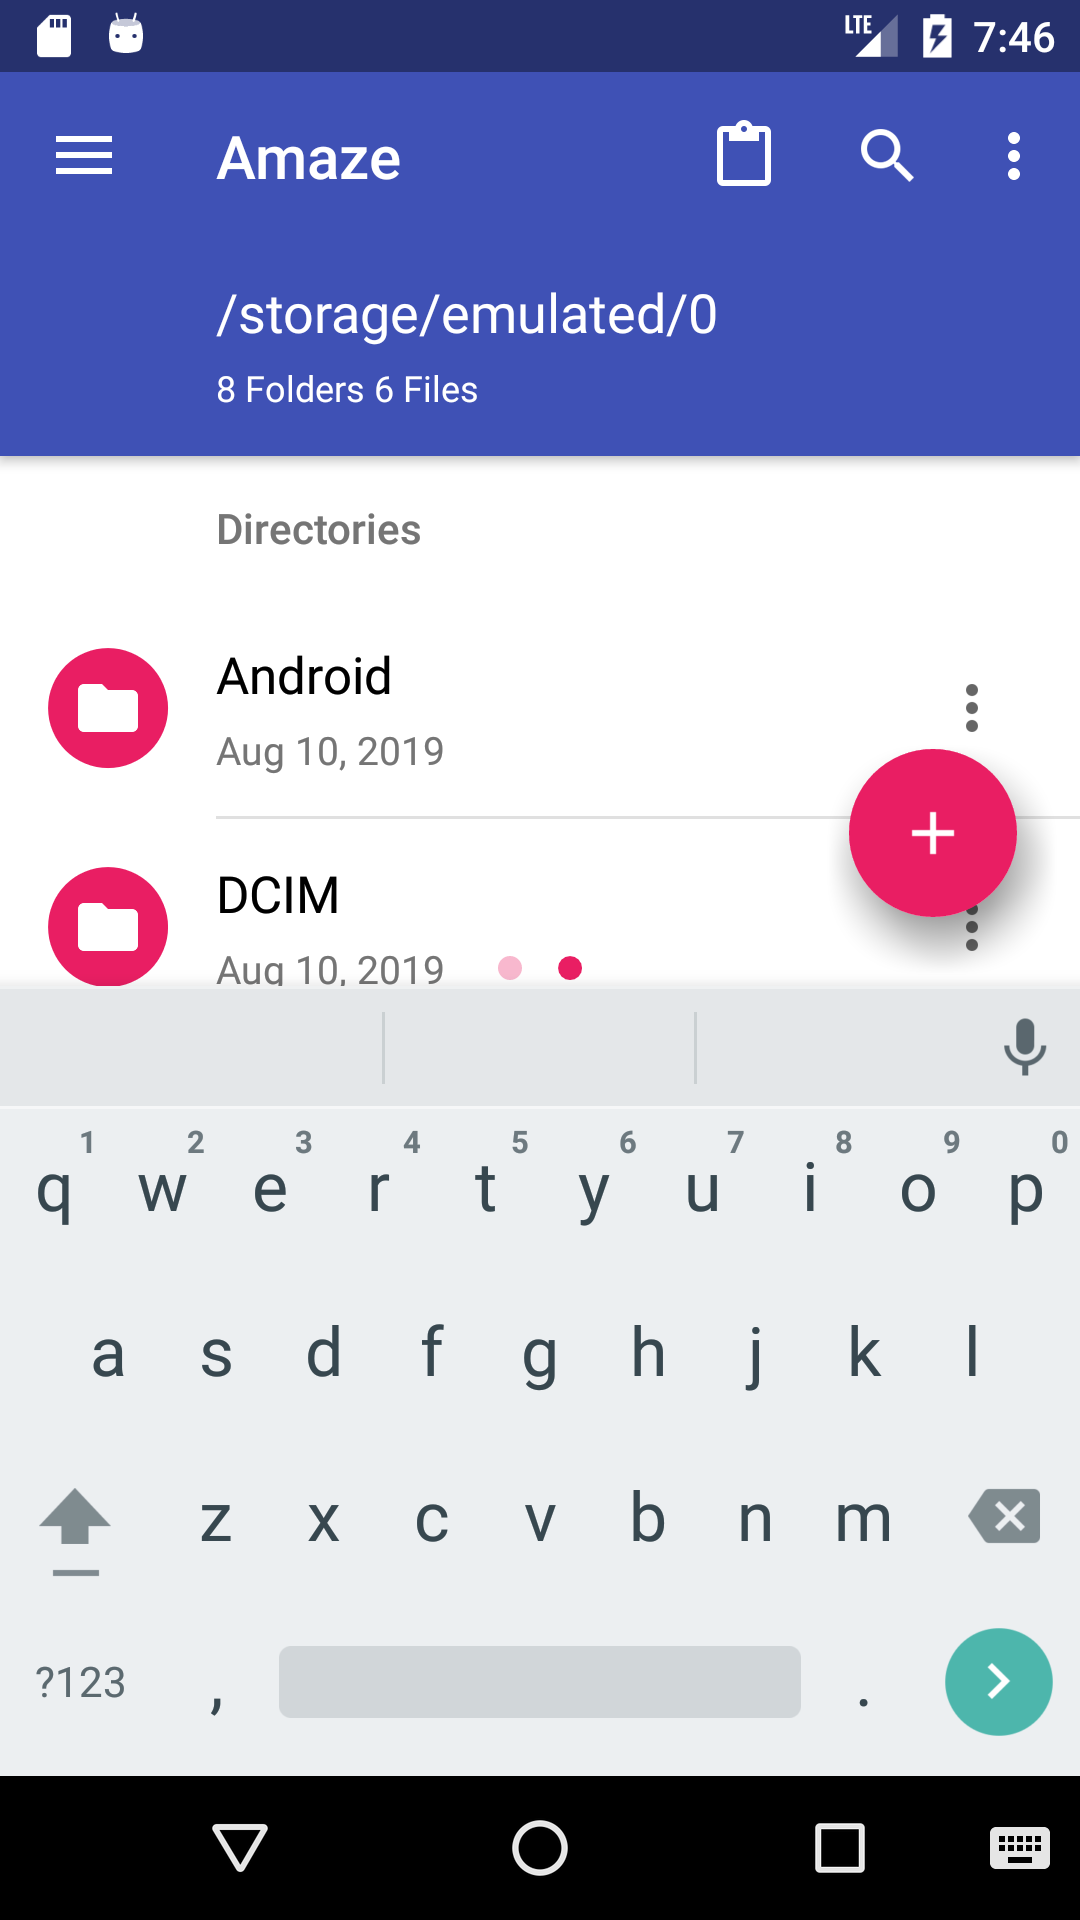 LTE 7:46
Amaze
/storage/emulated/0
8 Folders 6 Files
Directories
Android
Aug 10, 2019
DCIM
Aug 10, 2019
1 2 3 4 5 6 7 8 9 0
q w e r t y u i o p
a s d f g h j k l
z x c v b n m
?123 , .